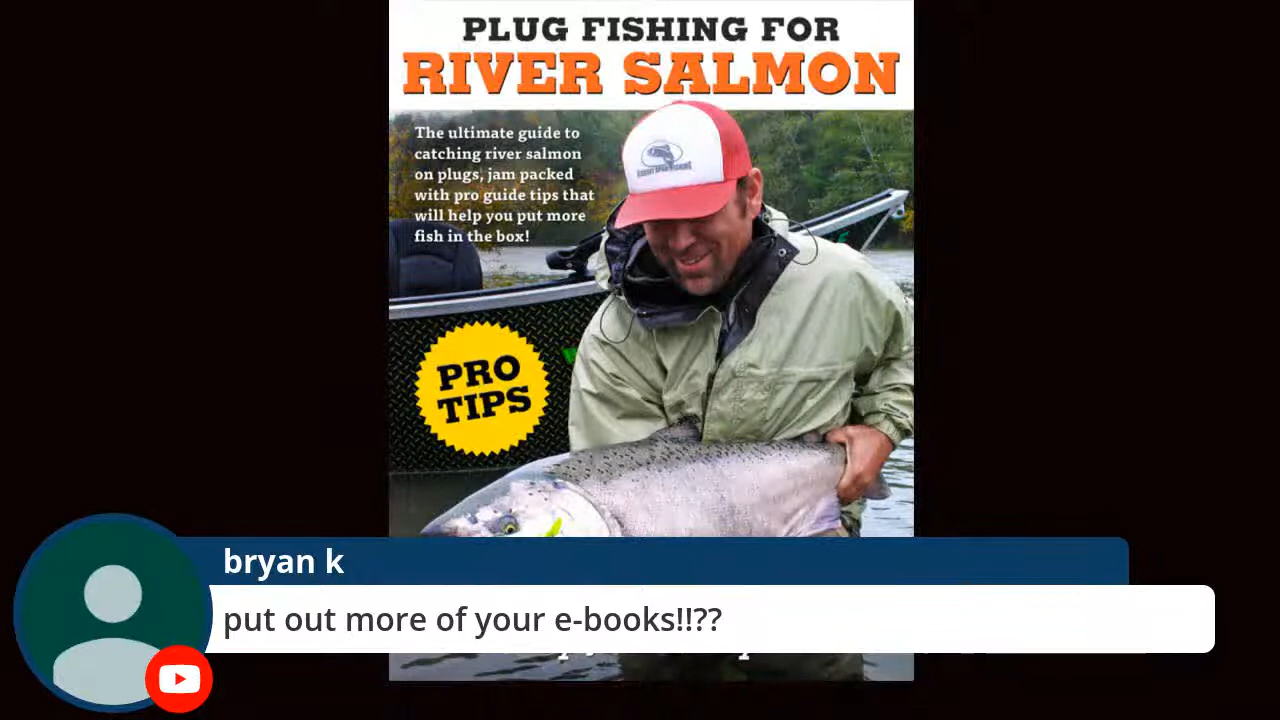 PLUG FISHING FOR
RIVER SALMON
The ultimate guide to
catching river salmon
on plugs, jam packed
with pro guide tips that
will help you put more
fish in the box!
PRO
TIPS
bryan k
put out more of your e-books!!??